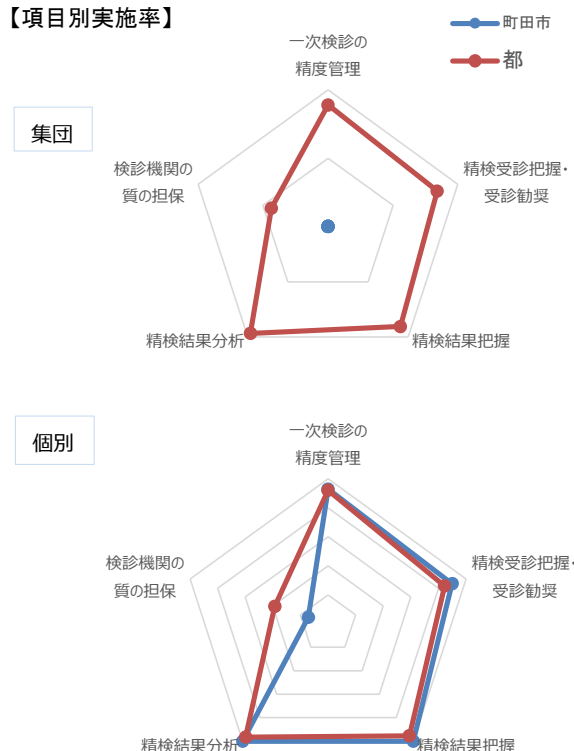 【項目別実施率】
町田市
都
集団
一次検診の
精度管理
検診機関の
質の担保
精検受診把握・
受診勧奨
精検結果分析
精検結果把握
個別
一次検診の
精度管理
検診機関の
質の担保
精検受診把握・
受診勧奨
精検結果分析
精検結果把握